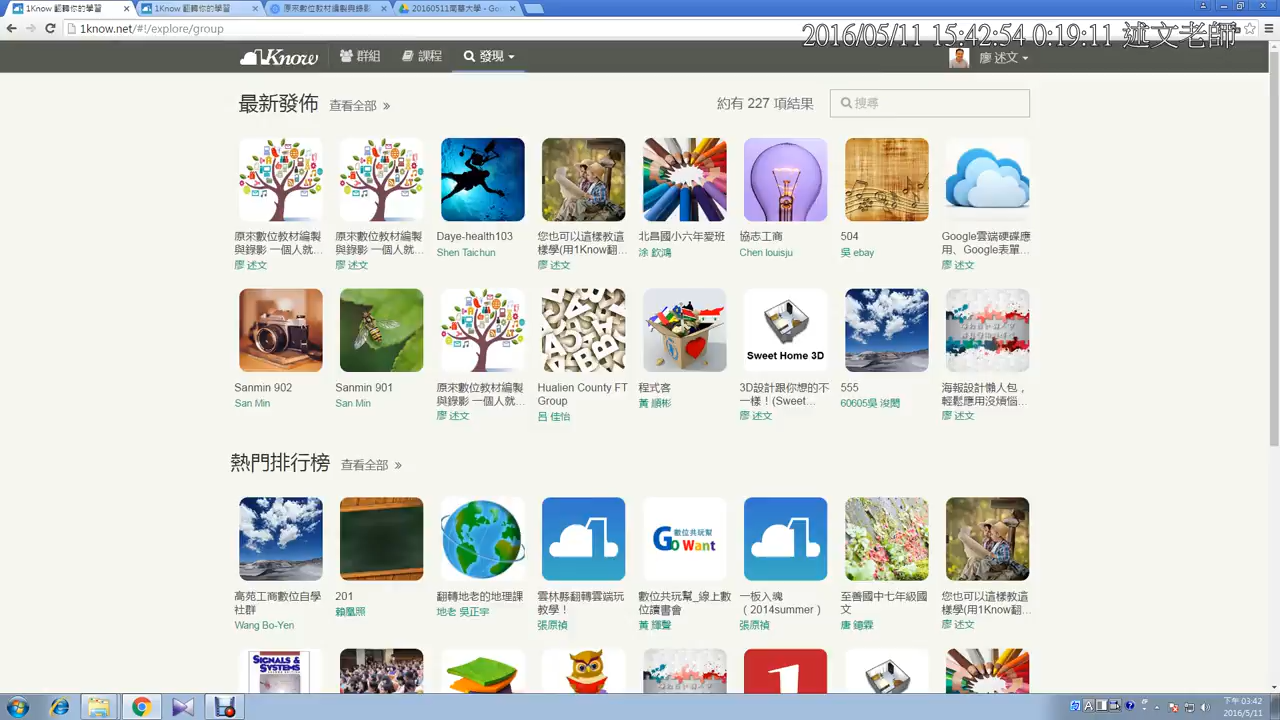 1Know 翻轉你的學習
1Know 翻轉你的學習
原來數位教材編製與錄影
20160511南華大學 - Go
1know.net/#!/explore/group
2016/05/11 15:42:54 0:19:11 述文老師
1Know
群組
課程
發現
廖 述文
最新發佈 查看全部 »
約有 227 項結果
搜尋
原來數位教材編製
與錄影 一個人就...
廖 述文
原來數位教材編製
與錄影 一個人就...
廖 述文
Daye-health103
Shen Taichun
您也可以這樣教這
樣學(用1Know翻...
廖 述文
北昌國小六年愛班
涂 欽鴻
協志工商
Chen louisju
504
吳 ebay
Google雲端硬碟應
用、Google表單...
廖 述文
Sweet Home 3D
Sanmin 902
San Min
Sanmin 901
San Min
原來數位教材編製
與錄影 一個人就...
廖 述文
Hualien County FT
Group
呂 佳怡
程式客
黃 順彬
3D設計跟你想的不
一樣！(Sweet...
廖 述文
555
60605吳 浚閎
海報設計懶人包，
輕鬆應用沒煩惱...
廖 述文
熱門排行榜 查看全部 »
數位共玩幫
Go Want
高苑工商數位自學
社群
Wang Bo-Yen
201
賴凰照
翻轉地老的地理課
地老 吳正宇
雲林縣翻轉雲端玩
教學！
張原禎
數位共玩幫_線上數
位讀書會
黃 輝聲
一板入魂
（2014summer）
張原禎
至善國中七年級國
文
唐 鐿霖
您也可以這樣教這
樣學(用1Know翻...
廖 述文
SIGNALS &
SYSTEMS
下午 03:42
2016/5/11